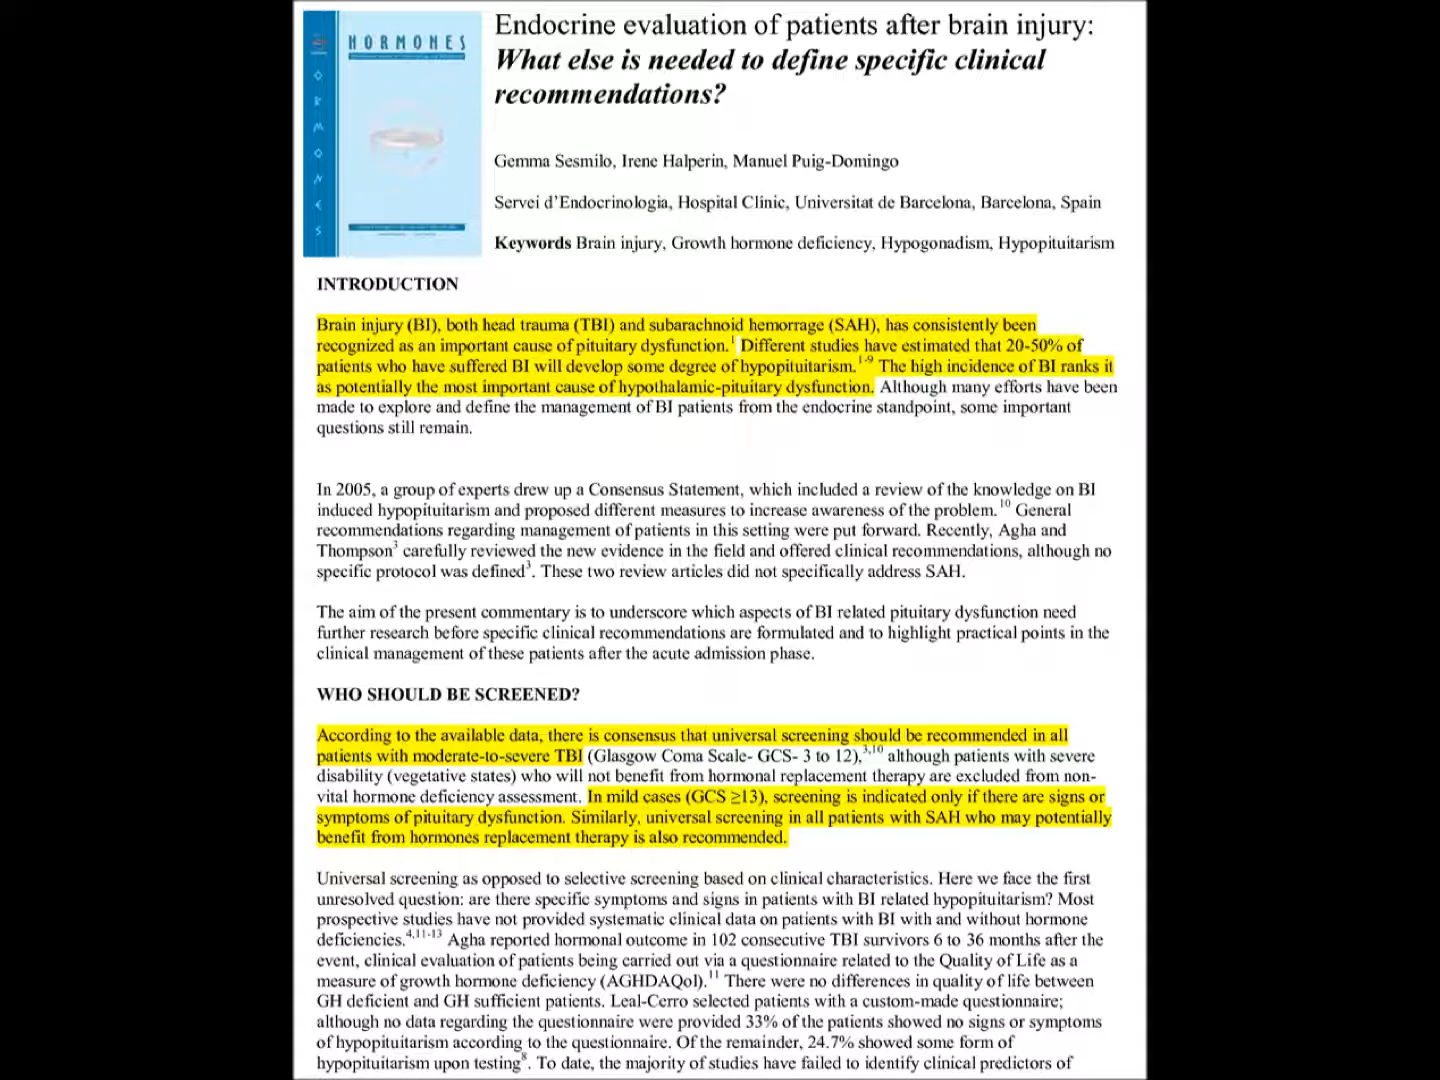 HORMONES
Endocrine evaluation of patients after brain injury:
What else is needed to define specific clinical
recommendations?
Gemma Sesmilo, Irene Halperin, Manuel Puig-Domingo
Servei d’Endocrinologia, Hospital Clinic, Universitat de Barcelona, Barcelona, Spain
Keywords Brain injury, Growth hormone deficiency, Hypogonadism, Hypopituitarism
INTRODUCTION
Brain injury (BI), both head trauma (TBI) and subarachnoid hemorrage (SAH), has consistently been
recognized as an important cause of pituitary dysfunction.1 Different studies have estimated that 20-50% of
patients who have suffered BI will develop some degree of hypopituitarism.1-9 The high incidence of BI ranks it
as potentially the most important cause of hypothalamic-pituitary dysfunction. Although many efforts have been
made to explore and define the management of BI patients from the endocrine standpoint, some important
questions still remain.
In 2005, a group of experts drew up a Consensus Statement, which included a review of the knowledge on BI
induced hypopituitarism and proposed different measures to increase awareness of the problem.10 General
recommendations regarding management of patients in this setting were put forward. Recently, Agha and
Thompson3 carefully reviewed the new evidence in the field and offered clinical recommendations, although no
specific protocol was defined3. These two review articles did not specifically address SAH.
The aim of the present commentary is to underscore which aspects of BI related pituitary dysfunction need
further research before specific clinical recommendations are formulated and to highlight practical points in the
clinical management of these patients after the acute admission phase.
WHO SHOULD BE SCREENED?
According to the available data, there is consensus that universal screening should be recommended in all
patients with moderate-to-severe TBI (Glasgow Coma Scale- GCS- 3 to 12),3,10 although patients with severe
disability (vegetative states) who will not benefit from hormonal replacement therapy are excluded from non-
vital hormone deficiency assessment. In mild cases (GCS ≥13), screening is indicated only if there are signs or
symptoms of pituitary dysfunction. Similarly, universal screening in all patients with SAH who may potentially
benefit from hormones replacement therapy is also recommended.
Universal screening as opposed to selective screening based on clinical characteristics. Here we face the first
unresolved question: are there specific symptoms and signs in patients with BI related hypopituitarism? Most
prospective studies have not provided systematic clinical data on patients with BI with and without hormone
deficiencies.4,11-13 Agha reported hormonal outcome in 102 consecutive TBI survivors 6 to 36 months after the
event, clinical evaluation of patients being carried out via a questionnaire related to the Quality of Life as a
measure of growth hormone deficiency (AGHDAQol).11 There were no differences in quality of life between
GH deficient and GH sufficient patients. Leal-Cerro selected patients with a custom-made questionnaire;
although no data regarding the questionnaire were provided 33% of the patients showed no signs or symptoms
of hypopituitarism according to the questionnaire. Of the remainder, 24.7% showed some form of
hypopituitarism upon testing8. To date, the majority of studies have failed to identify clinical predictors of